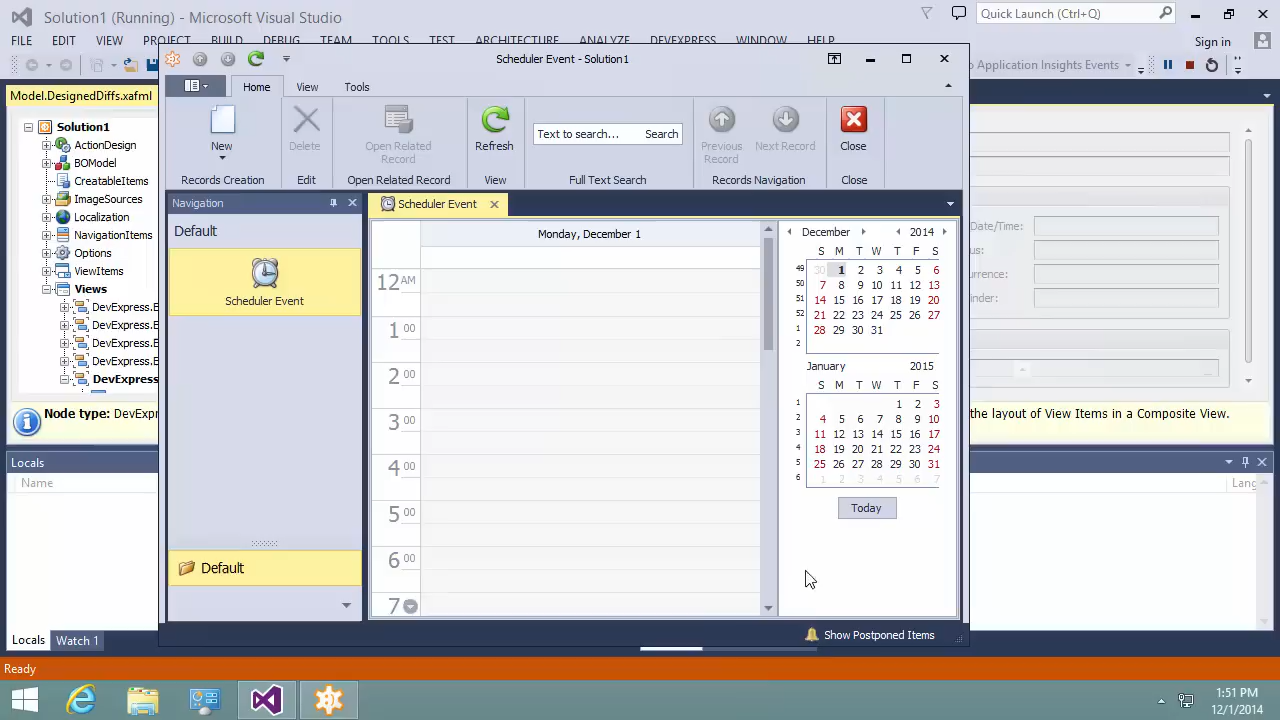 Solution1 (Running) - Microsoft Visual Studio
Quick Launch (Ctrl+Q)
FILE EDIT VIEW PROJECT BUILD DEBUG TEAM TOOLS TEST ARCHITECTURE ANALYZE DEVEXPRESS WINDOW HELP
Sign in
Application Insights Events
Scheduler Event - Solution1
Home View Tools
New
Delete
Open Related
Record
Refresh
Text to search... Search
Previous
Record
Next Record
Close
Records Creation
Edit
Open Related Record
View
Full Text Search
Records Navigation
Close
Model.DesignedDiffs.xafml
Solution1
ActionDesign
BOModel
CreatableItems
ImageSources
Localization
NavigationItems
Options
ViewItems
Views
DevExpress.E
DevExpress.E
DevExpress.E
DevExpress.E
DevExpress
Node type: DevExp
the layout of View Items in a Composite View.
Date/Time:
Navigation
Default
Scheduler Event
Default
Scheduler Event
Monday, December 1
12 AM
1 00
2 00
3 00
4 00
5 00
6 00
7
December 2014
S M T W T F S
49 30 1 2 3 4 5 6
50 7 8 9 10 11 12 13
51 14 15 16 17 18 19 20
52 21 22 23 24 25 26 27
1 28 29 30 31
2
January 2015
S M T W T F S
1 1 2 3
2 4 5 6 7 8 9 10
3 11 12 13 14 15 16 17
4 18 19 20 21 22 23 24
5 25 26 27 28 29 30 31
6 1 2 3 4 5 6 7
Today
Show Postponed Items
Locals
Name
Lang
Locals Watch 1
Ready
1:51 PM
12/1/2014